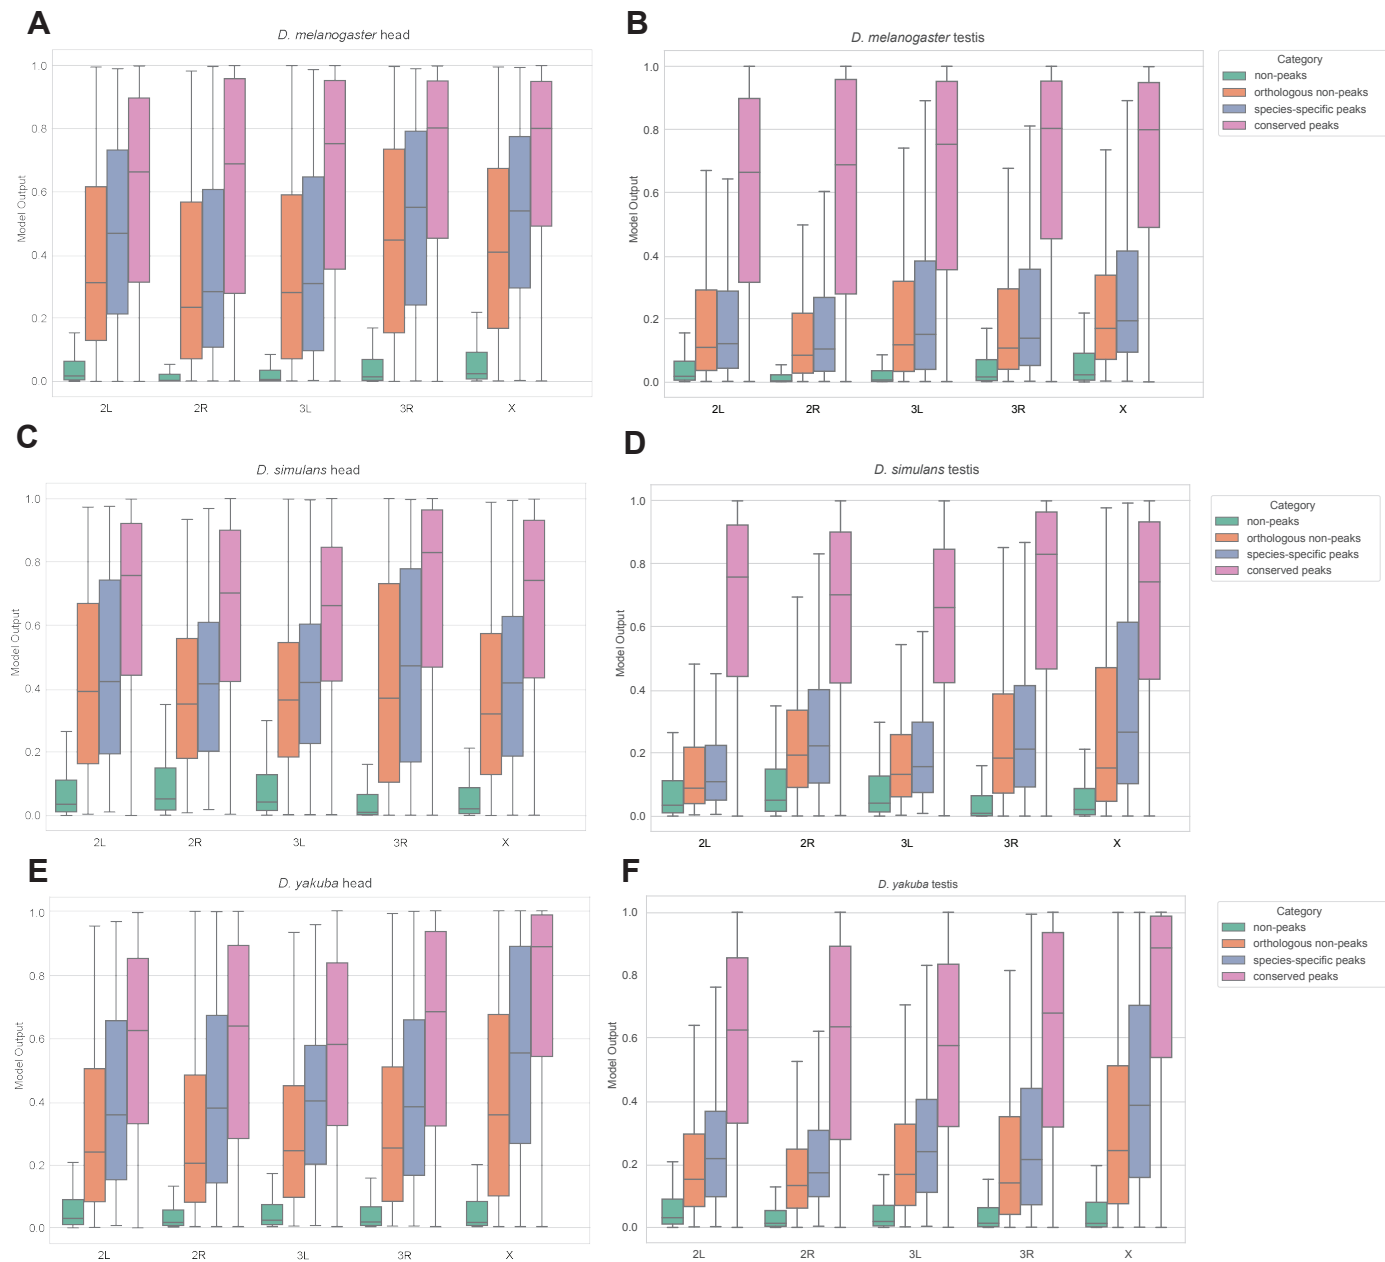 A
D. melanogaster head
Model Output
1.0
0.8
0.6
0.4
0.2
0.0
2L 2R 3L 3R X
B
D. melanogaster testis
Model Output
1.0
0.8
0.6
0.4
0.2
0.0
2L 2R 3L 3R X
Category
non-peaks
orthologous non-peaks
species-specific peaks
conserved peaks
C
D. simulans head
Model Output
1.0
0.8
0.6
0.4
0.2
0.0
2L 2R 3L 3R X
D
D. simulans testis
Model Output
1.0
0.8
0.6
0.4
0.2
0.0
2L 2R 3L 3R X
Category
non-peaks
orthologous non-peaks
species-specific peaks
conserved peaks
E
D. yakuba head
Model Output
1.0
0.8
0.6
0.4
0.2
0.0
2L 2R 3L 3R X
F
D. yakuba testis
Model Output
1.0
0.8
0.6
0.4
0.2
0.0
2L 2R 3L 3R X
Category
non-peaks
orthologous non-peaks
species-specific peaks
conserved peaks